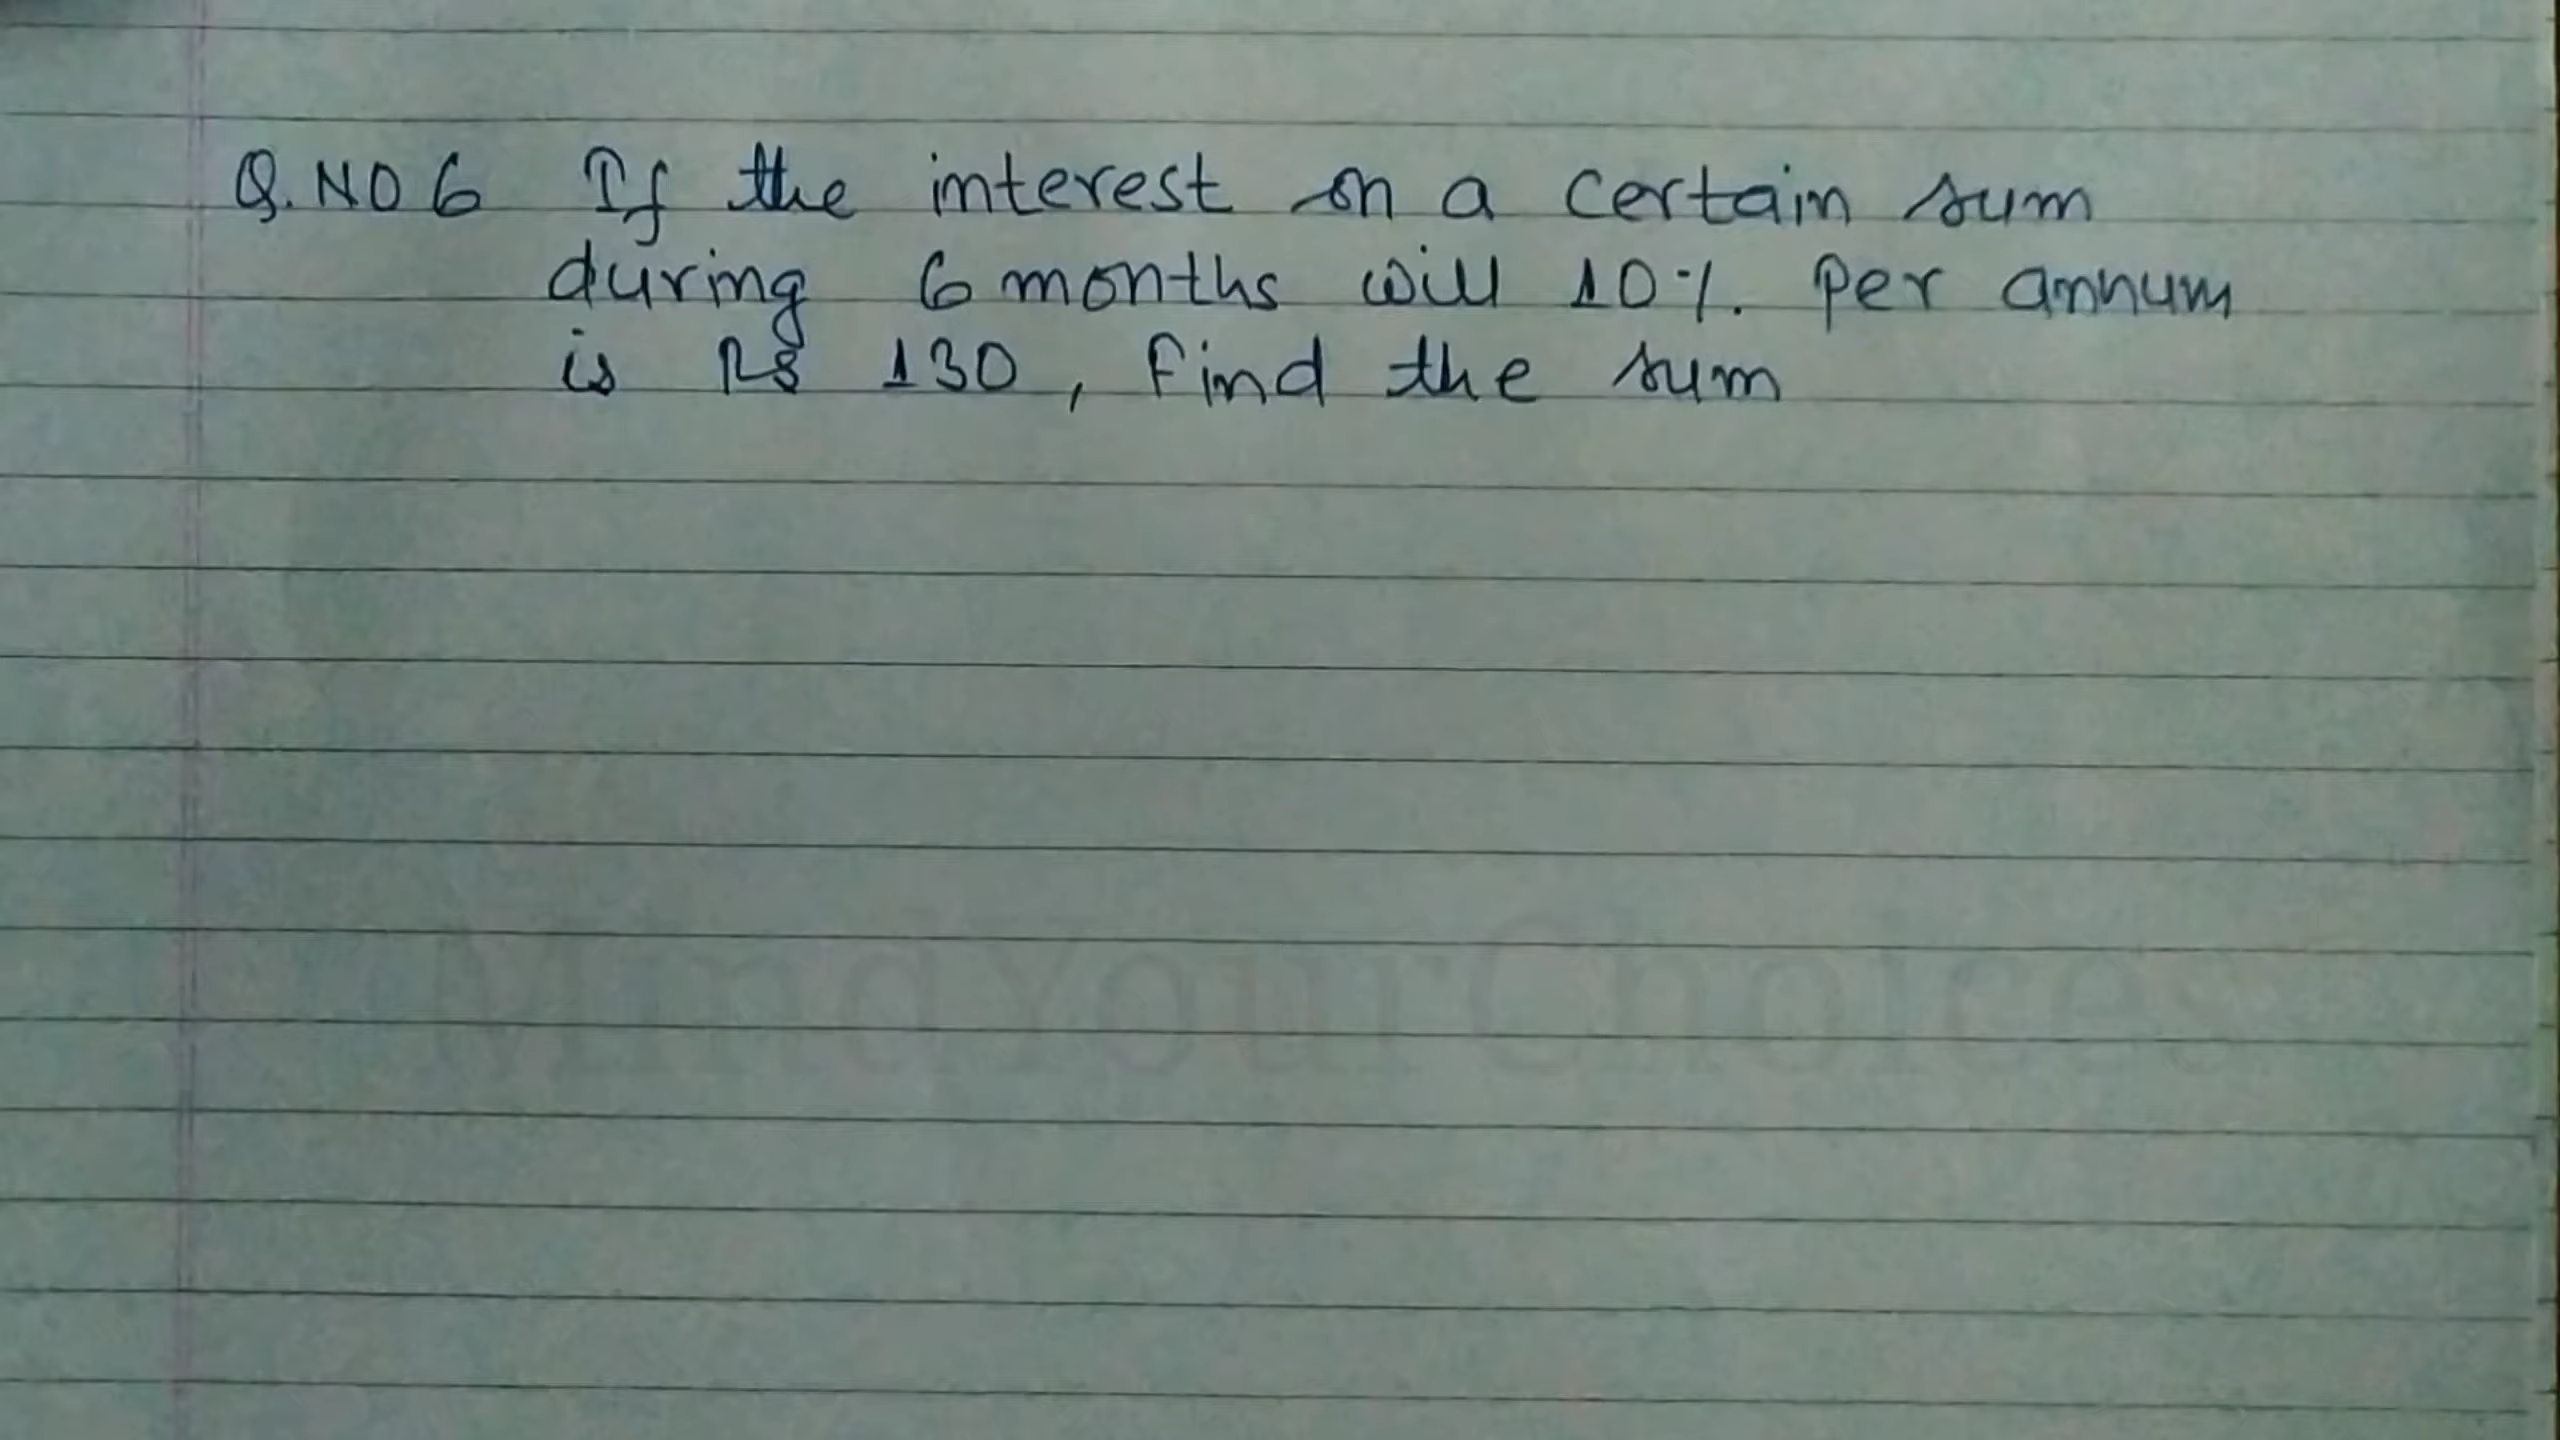 Q.NO 6 If the interest on a certain sum
during 6 months will 10%. per annum
is Rs 130, Find the sum
MindYourChoices